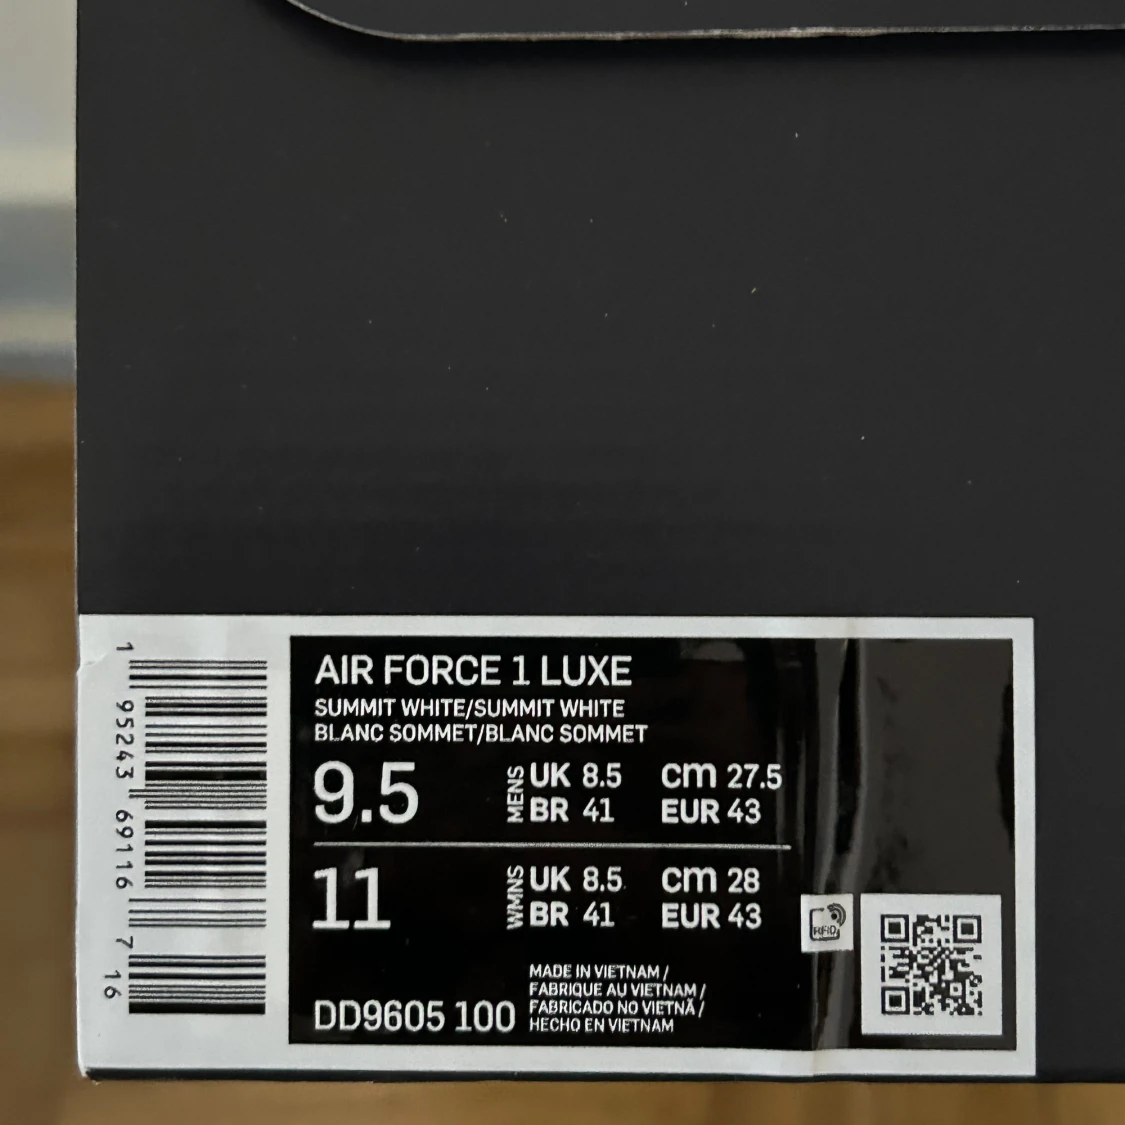 AIR FORCE 1 LUXE
SUMMIT WHITE/SUMMIT WHITE
BLANC SOMMET/BLANC SOMMET
9.5 MENS UK 8.5 cm 27.5
BR 41 EUR 43
11 WMNS UK 8.5 cm 28
BR 41 EUR 43
RFID
MADE IN VIETNAM /
FABRIQUE AU VIETNAM /
FABRICADO NO VIETNÃ /
HECHO EN VIETNAM
DD9605 100
1 95243 69116 7 16